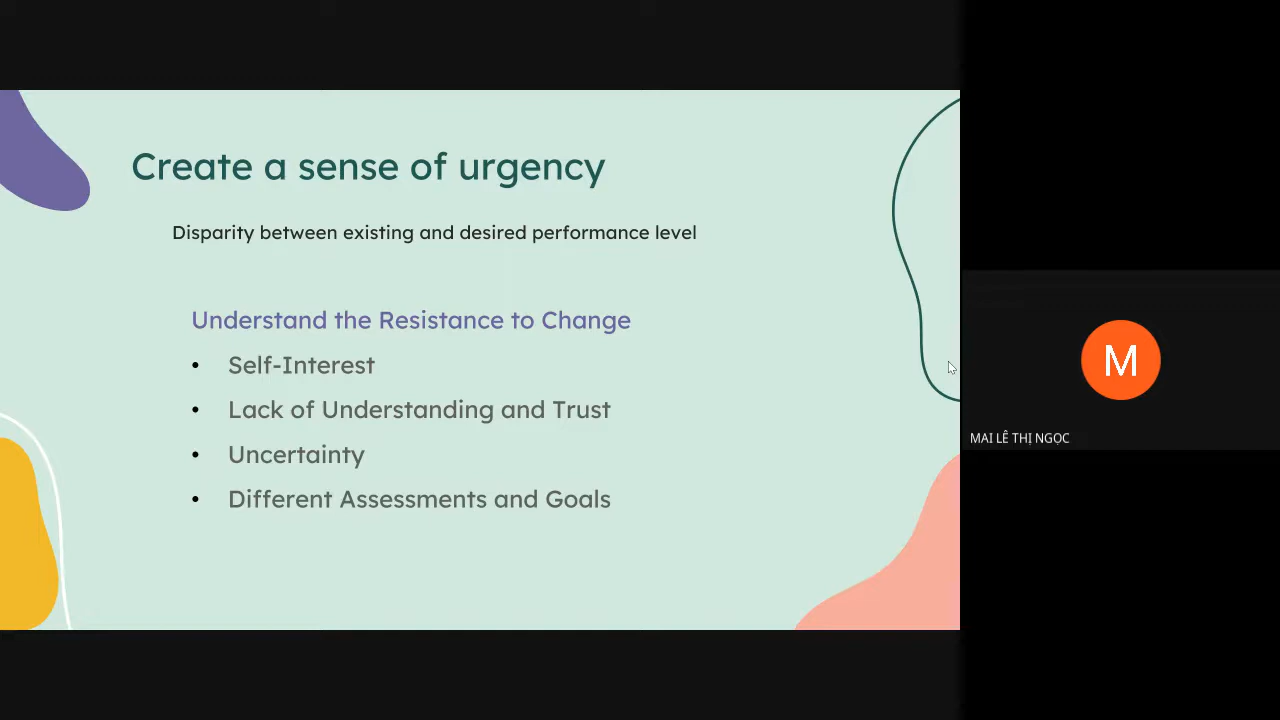 Create a sense of urgency
Disparity between existing and desired performance level
Understand the Resistance to Change
• Self-Interest
• Lack of Understanding and Trust
• Uncertainty
• Different Assessments and Goals
M
MAI LÊ THỊ NGỌC